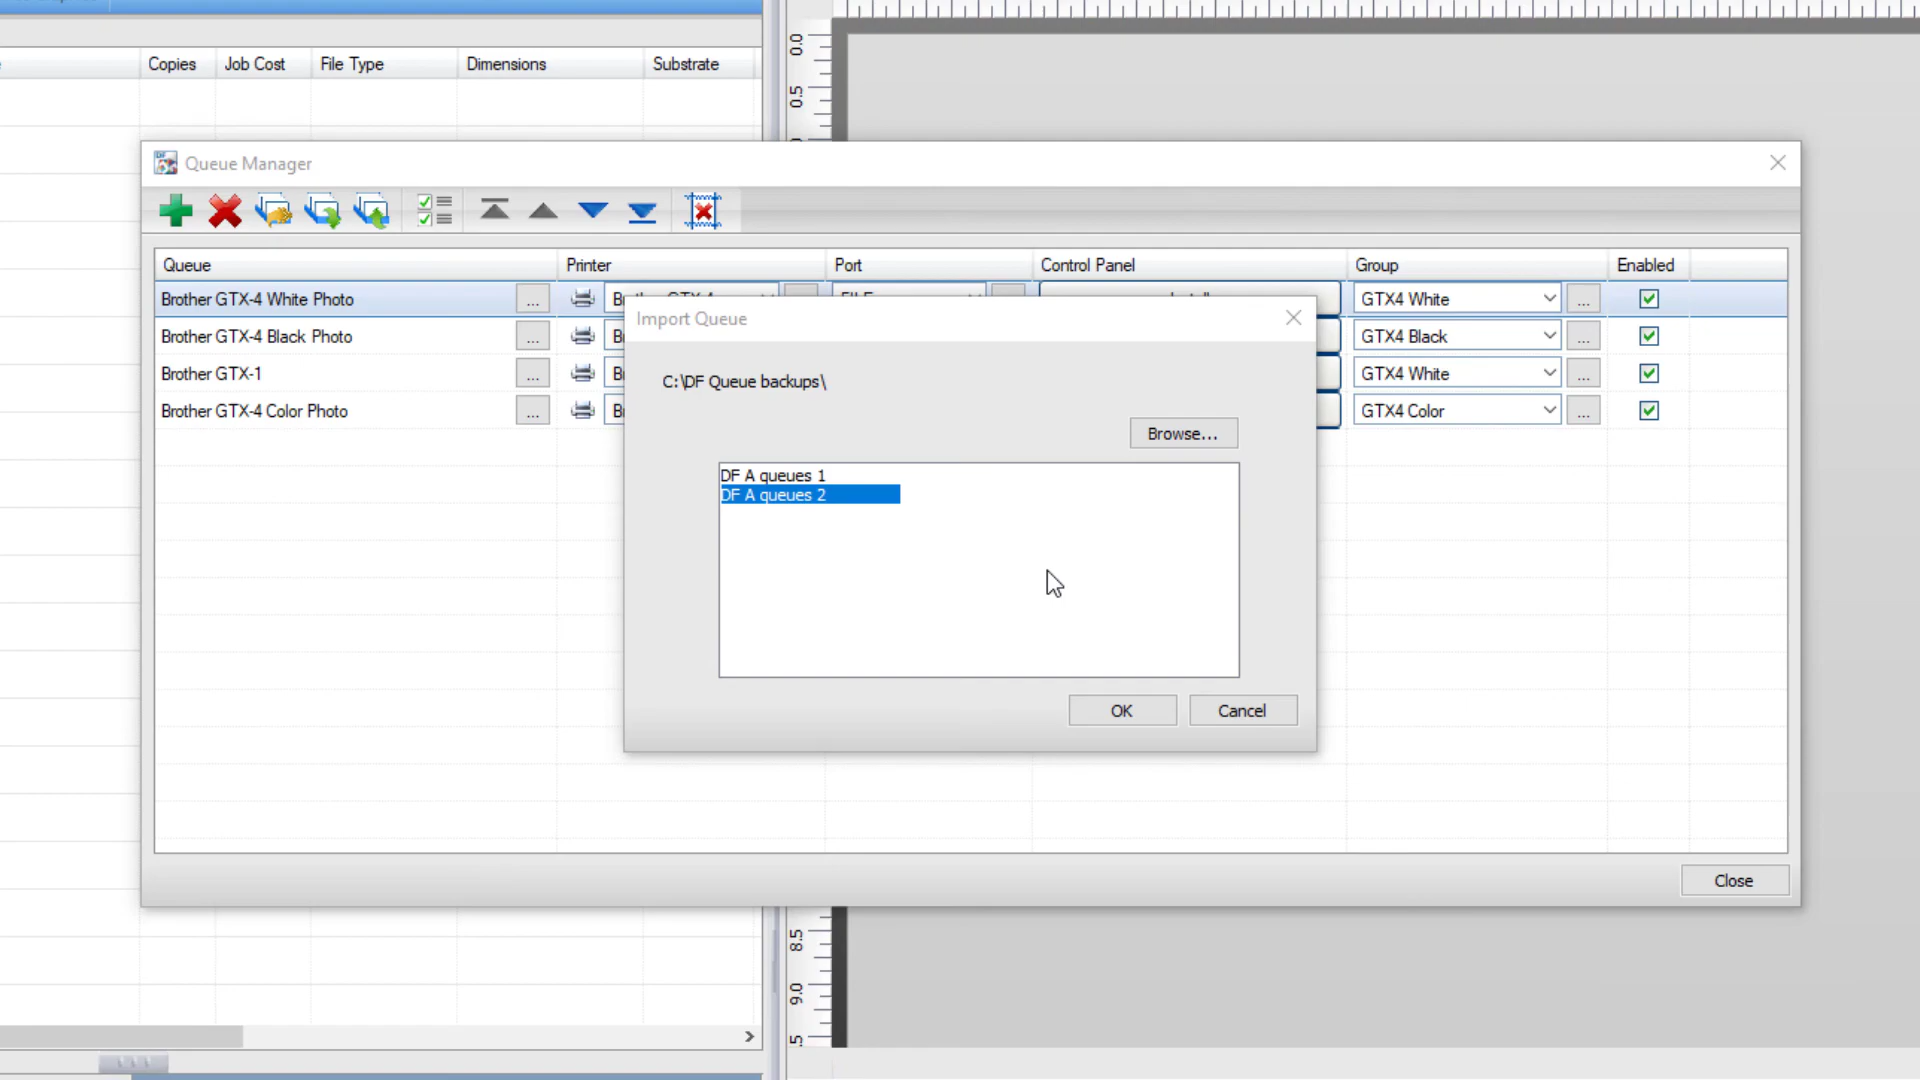 Copies Job Cost File Type Dimensions Substrate
0.0
0.5
Queue Manager
Queue Printer Port Control Panel Group Enabled
Brother GTX-4 White Photo ... GTX4 White ...
Brother GTX-4 Black Photo ... GTX4 Black ...
Brother GTX-1 ... GTX4 White ...
Brother GTX-4 Color Photo ... GTX4 Color ...
Import Queue
C:\DF Queue backups\
Browse...
DF A queues 1
DF A queues 2
OK Cancel
Close
8.5
9.0